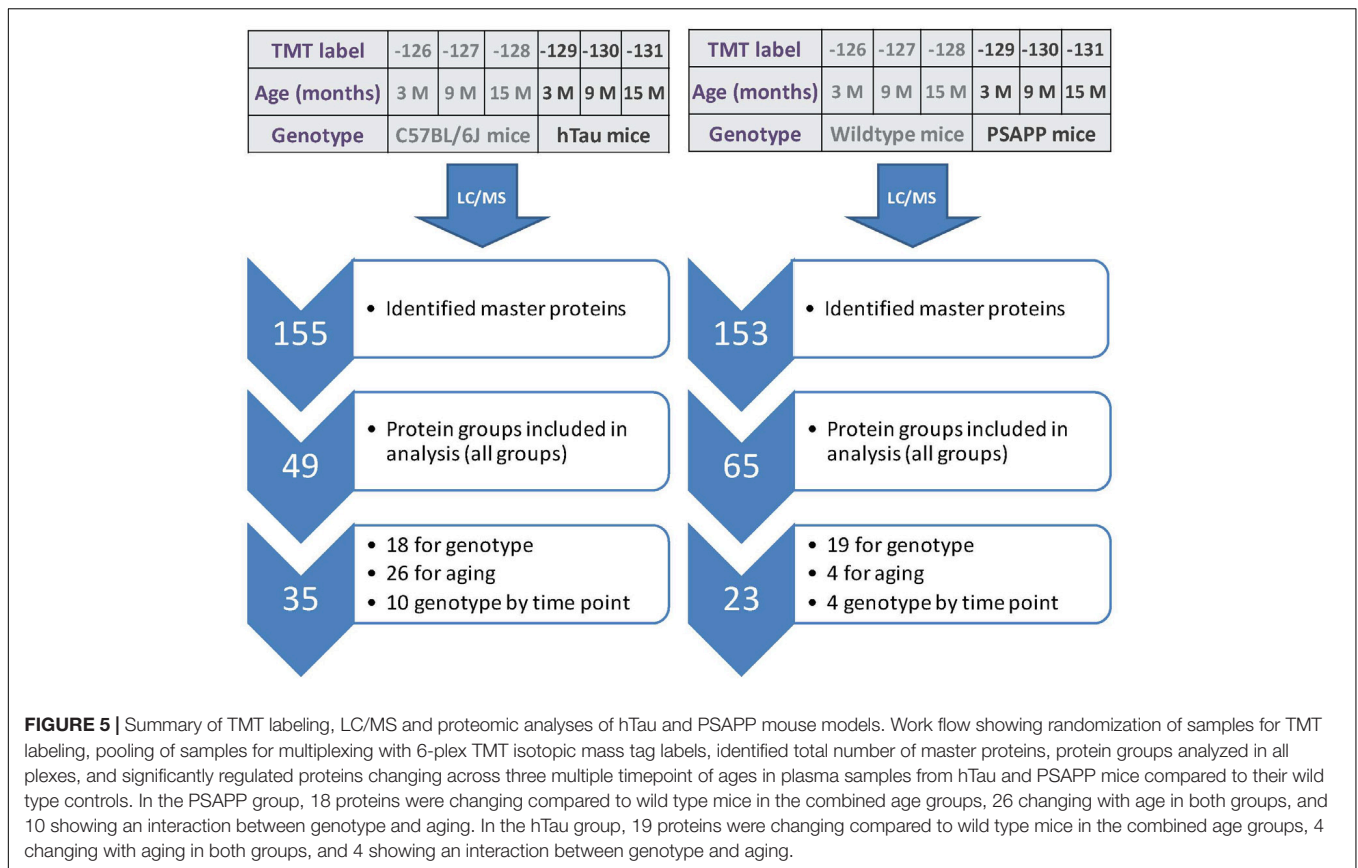 TMT label -126 -127 -128 -129 -130 -131
Age (months) 3 M 9 M 15 M 3 M 9 M 15 M
Genotype C57BL/6J mice hTau mice
LC/MS
155
• Identified master proteins
49
• Protein groups included in
analysis (all groups)
35
• 18 for genotype
• 26 for aging
• 10 genotype by time point
TMT label -126 -127 -128 -129 -130 -131
Age (months) 3 M 9 M 15 M 3 M 9 M 15 M
Genotype Wildtype mice PSAPP mice
LC/MS
153
• Identified master proteins
65
• Protein groups included in
analysis (all groups)
23
• 19 for genotype
• 4 for aging
• 4 genotype by time point
FIGURE 5 | Summary of TMT labeling, LC/MS and proteomic analyses of hTau and PSAPP mouse models. Work flow showing randomization of samples for TMT
labeling, pooling of samples for multiplexing with 6-plex TMT isotopic mass tag labels, identified total number of master proteins, protein groups analyzed in all
plexes, and significantly regulated proteins changing across three multiple timepoint of ages in plasma samples from hTau and PSAPP mice compared to their wild
type controls. In the PSAPP group, 18 proteins were changing compared to wild type mice in the combined age groups, 26 changing with age in both groups, and
10 showing an interaction between genotype and aging. In the hTau group, 19 proteins were changing compared to wild type mice in the combined age groups, 4
changing with aging in both groups, and 4 showing an interaction between genotype and aging.